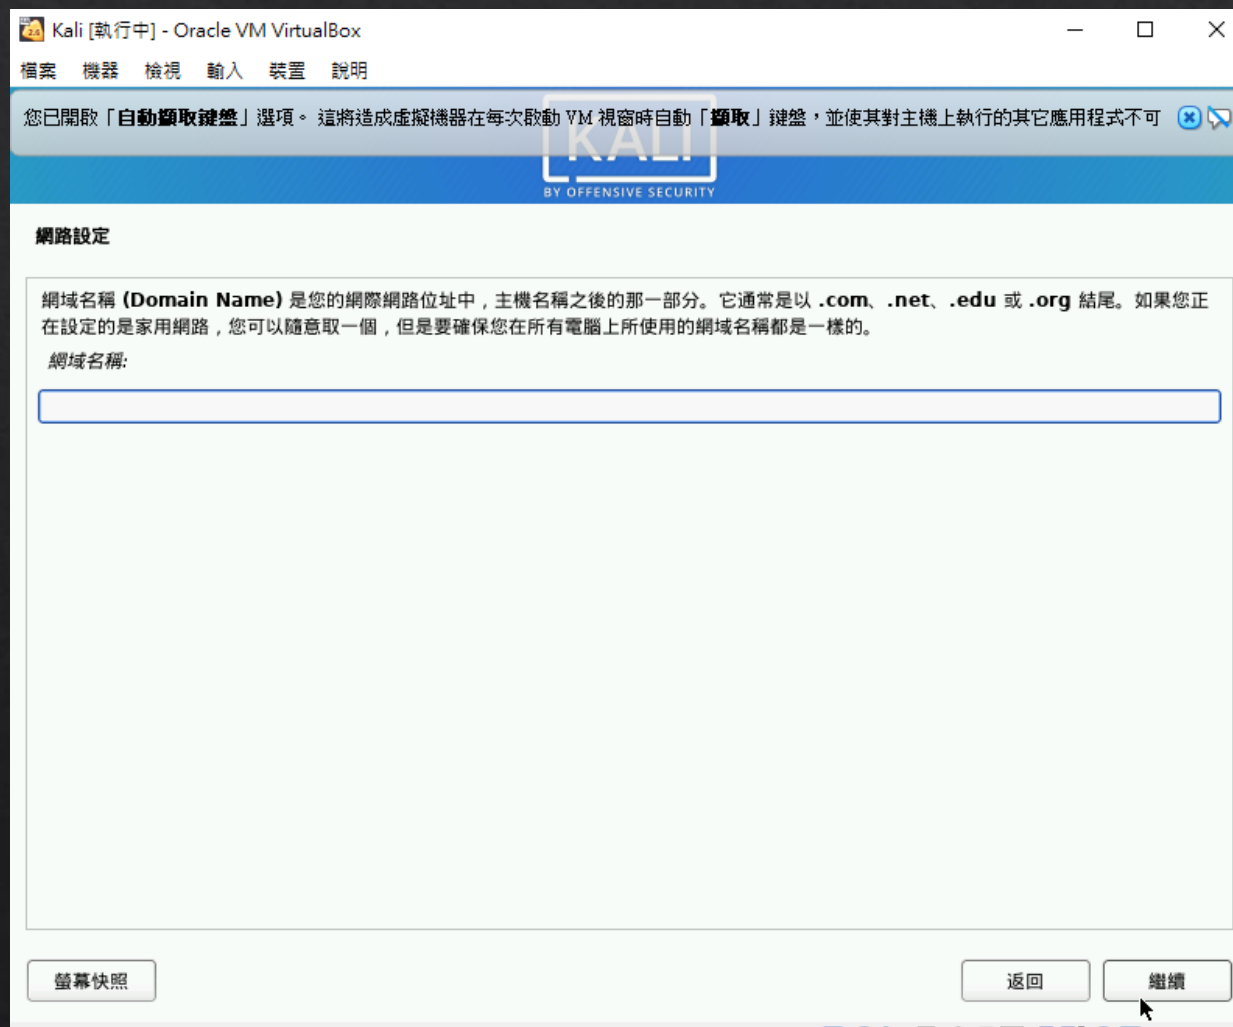 Kali [執行中] - Oracle VM VirtualBox
檔案 機器 檢視 輸入 裝置 說明
您已開啟「自動擷取鍵盤」選項。 這將造成虛擬機器在每次啟動 VM 視窗時自動「擷取」鍵盤，並使其對主機上執行的其它應用程式不可
KALI
BY OFFENSIVE SECURITY
網路設定
網域名稱 (Domain Name) 是您的網際網路位址中，主機名稱之後的那一部分。它通常是以 .com、.net、.edu 或 .org 結尾。如果您正
在設定的是家用網路，您可以隨意取一個，但是要確保您在所有電腦上所使用的網域名稱都是一樣的。
網域名稱:
螢幕快照 返回 繼續